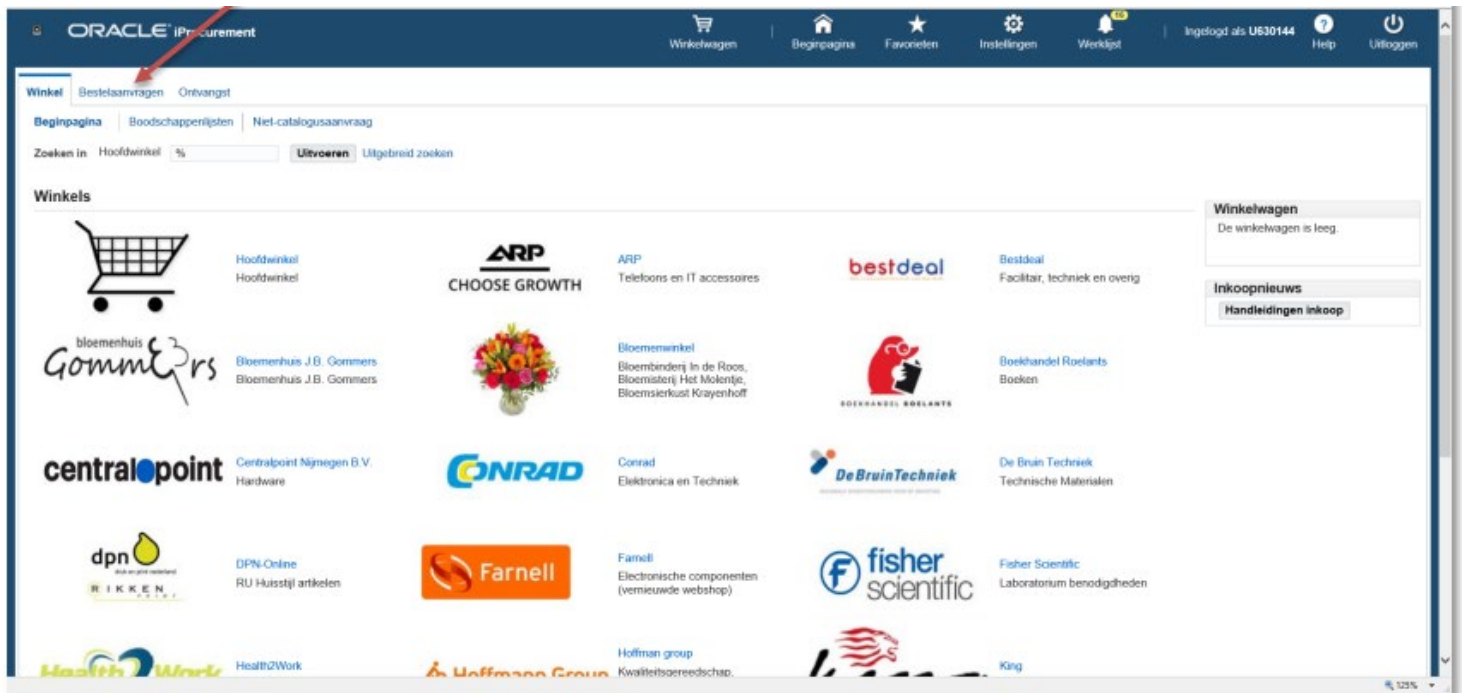 ORACLE iProcurement
Winkelwagen
Beginpagina
Favorieten
Instellingen
16
Werklijst
Ingelogd als U630144
Help
Uitloggen
Winkel Bestelaanvragen Ontvangst
Beginpagina Boodschappenlijsten Niet-catalogusaanvraag
Zoeken in Hoofdwinkel % Uitvoeren Uitgebreid zoeken
Winkels
Hoofdwinkel
Hoofdwinkel
ARP
CHOOSE GROWTH
ARP
Telefoons en IT accessoires
bestdeal
Bestdeal
Facilitair, techniek en overig
Winkelwagen
De winkelwagen is leeg.
Inkoopnieuws
Handleidingen inkoop
bloemenhuis
Gommers
Bloemenhuis J.B. Gommers
Bloemenhuis J.B. Gommers
Bloemenwinkel
Bloembinderij In de Roos,
Bloemisterij Het Molentje,
Bloemsierkust Krayenhoff
BOEKHANDEL ROELANTS
Boekhandel Roelants
Boeken
centralpoint
Centralpoint Nijmegen B.V.
Hardware
CONRAD
Conrad
Elektronica en Techniek
De Bruin Techniek
De Bruin Techniek
Technische Materialen
dpn
RIKKEN
DPN-Online
RU Huisstijl artikelen
Farnell
Farnell
Electronische componenten
(vernieuwde webshop)
fisher
scientific
Fisher Scientific
Laboratorium benodigdheden
Health2Work
Health2Work
Hoffmann Group
Hoffman group
Kwaliteitsgereedschap,
King
125%